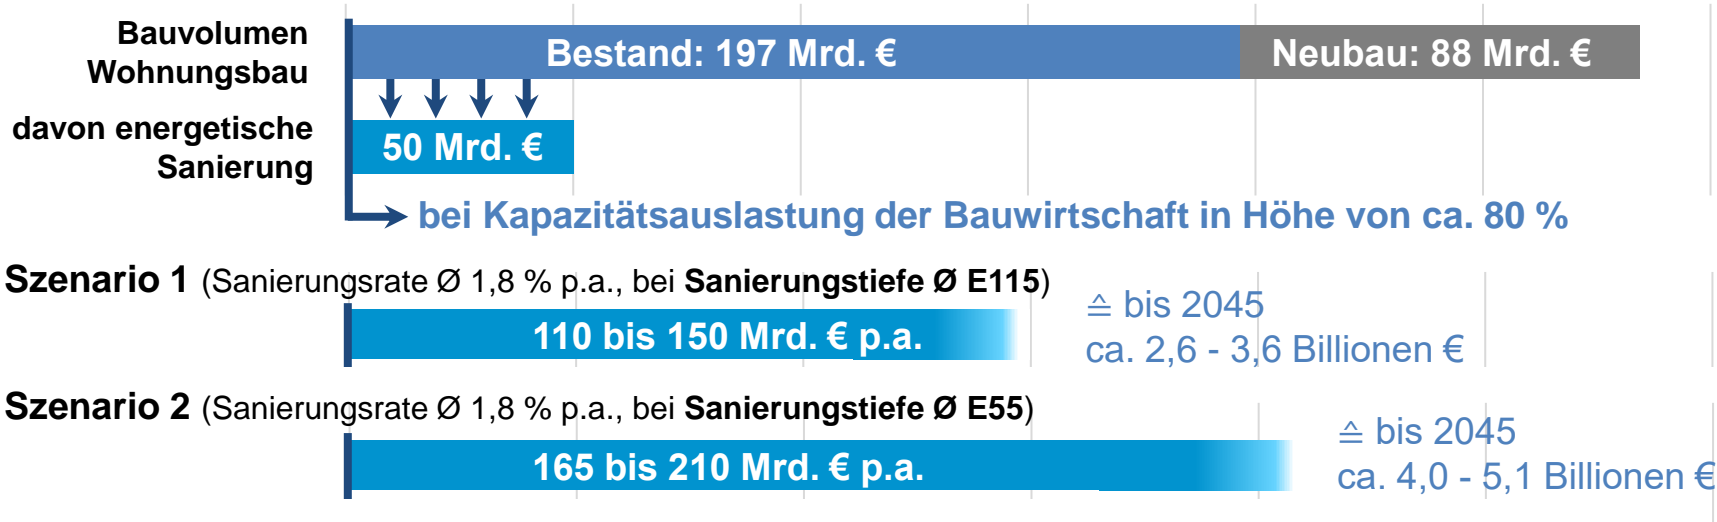 Bauvolumen
Wohnungsbau
Bestand: 197 Mrd. €
Neubau: 88 Mrd. €
davon energetische
Sanierung
50 Mrd. €
bei Kapazitätsauslastung der Bauwirtschaft in Höhe von ca. 80 %
Szenario 1 (Sanierungsrate Ø 1,8 % p.a., bei Sanierungstiefe Ø E115)
110 bis 150 Mrd. € p.a.
≙ bis 2045
ca. 2,6 - 3,6 Billionen €
Szenario 2 (Sanierungsrate Ø 1,8 % p.a., bei Sanierungstiefe Ø E55)
165 bis 210 Mrd. € p.a.
≙ bis 2045
ca. 4,0 - 5,1 Billionen €